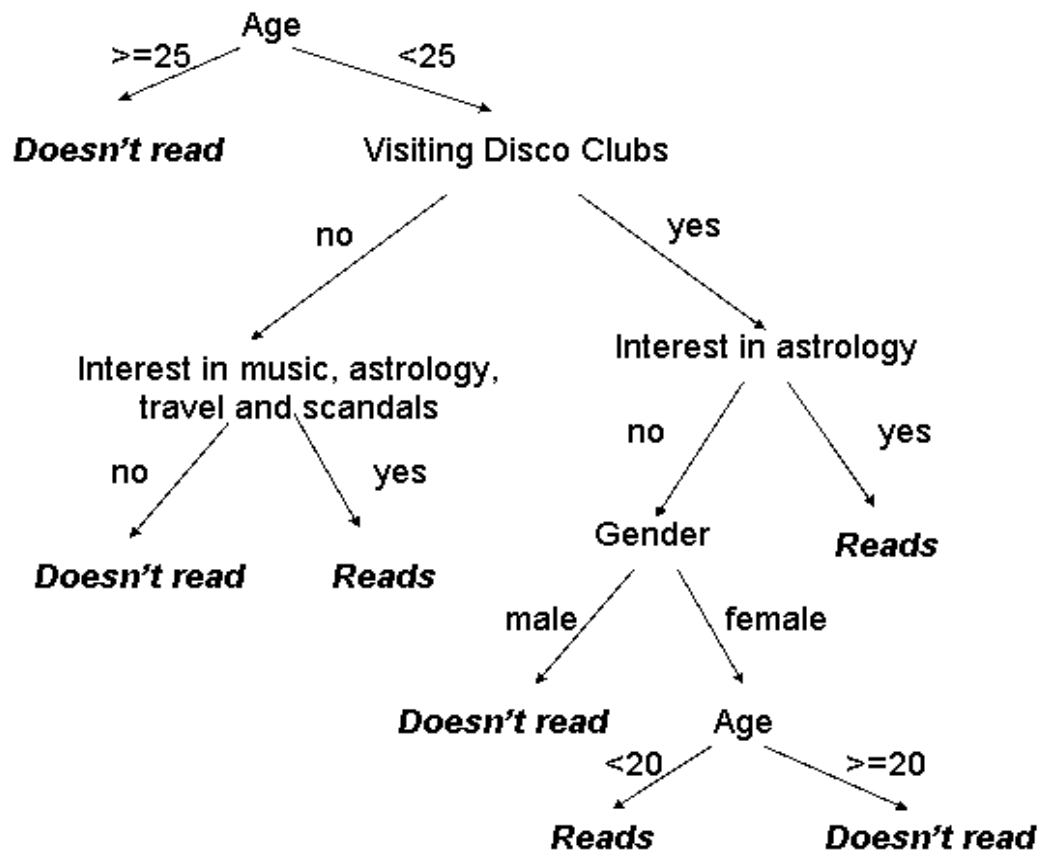 Age
>=25
<25
Doesn't read
Visiting Disco Clubs
no
yes
Interest in music, astrology,
travel and scandals
Interest in astrology
no
yes
no
yes
Doesn't read
Reads
Gender
Reads
male
female
Doesn't read
Age
<20
>=20
Reads
Doesn't read